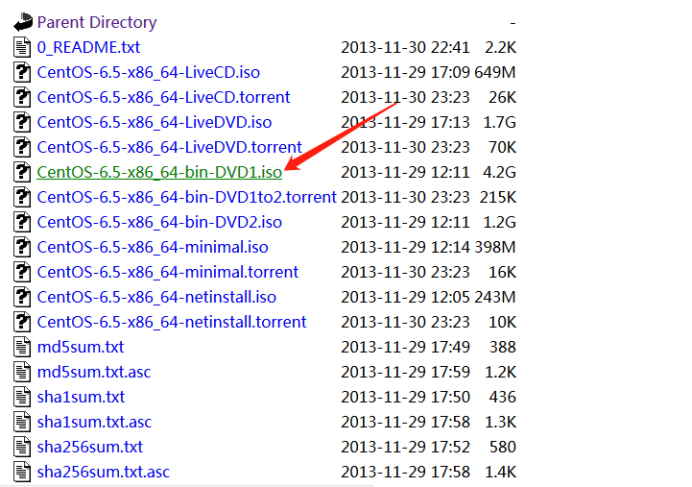 Parent Directory -
0_README.txt 2013-11-30 22:41 2.2K
CentOS-6.5-x86_64-LiveCD.iso 2013-11-29 17:09 649M
CentOS-6.5-x86_64-LiveCD.torrent 2013-11-30 23:23 26K
CentOS-6.5-x86_64-LiveDVD.iso 2013-11-29 17:13 1.7G
CentOS-6.5-x86_64-LiveDVD.torrent 2013-11-30 23:23 70K
CentOS-6.5-x86_64-bin-DVD1.iso 2013-11-29 12:11 4.2G
CentOS-6.5-x86_64-bin-DVD1to2.torrent 2013-11-30 23:23 215K
CentOS-6.5-x86_64-bin-DVD2.iso 2013-11-29 12:11 1.2G
CentOS-6.5-x86_64-minimal.iso 2013-11-29 12:14 398M
CentOS-6.5-x86_64-minimal.torrent 2013-11-30 23:23 16K
CentOS-6.5-x86_64-netinstall.iso 2013-11-29 12:05 243M
CentOS-6.5-x86_64-netinstall.torrent 2013-11-30 23:23 10K
md5sum.txt 2013-11-29 17:49 388
md5sum.txt.asc 2013-11-29 17:59 1.2K
sha1sum.txt 2013-11-29 17:50 436
sha1sum.txt.asc 2013-11-29 17:58 1.3K
sha256sum.txt 2013-11-29 17:52 580
sha256sum.txt.asc 2013-11-29 17:58 1.4K